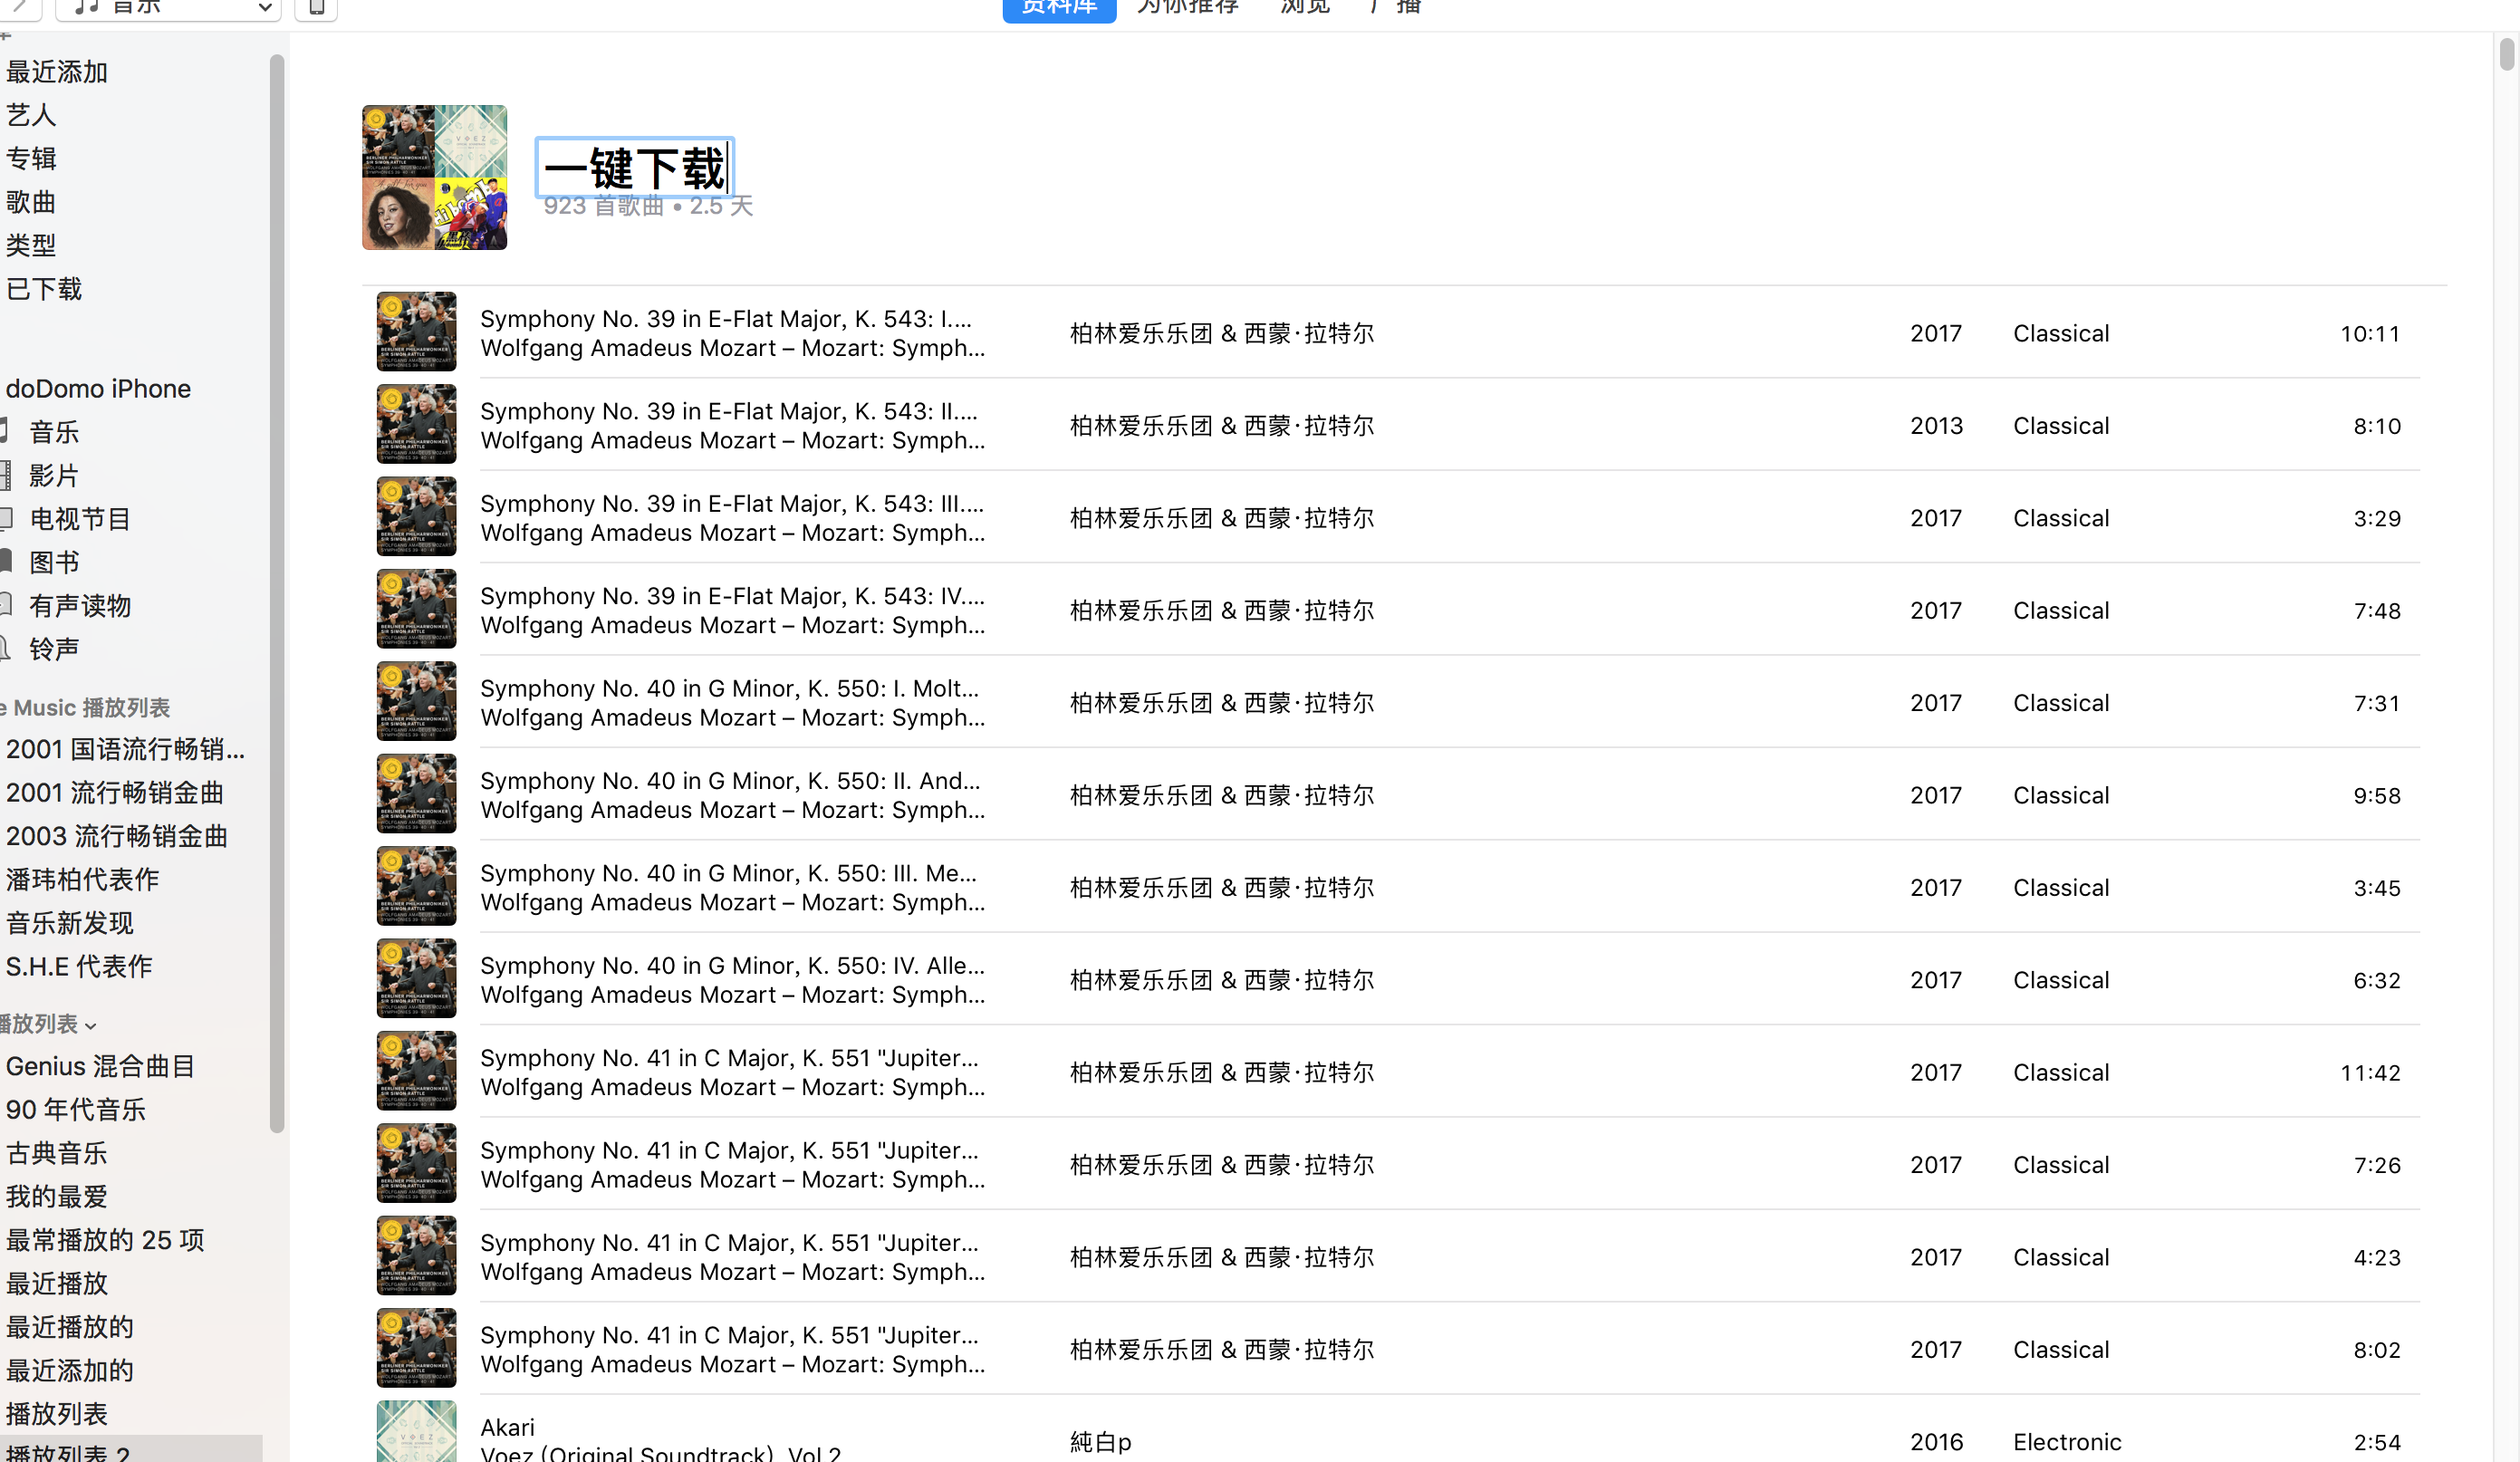 音乐
资料库 为你推荐 浏览 广播
最近添加
艺人
专辑
歌曲
类型
已下载
doDomo iPhone
音乐
影片
电视节目
图书
有声读物
铃声
e Music 播放列表
2001 国语流行畅销...
2001 流行畅销金曲
2003 流行畅销金曲
潘玮柏代表作
音乐新发现
S.H.E 代表作
播放列表
Genius 混合曲目
90 年代音乐
古典音乐
我的最爱
最常播放的 25 项
最近播放
最近播放的
最近添加的
播放列表
播放列表 2
一键下载
923 首歌曲 • 2.5 天
Symphony No. 39 in E-Flat Major, K. 543: I....
Wolfgang Amadeus Mozart – Mozart: Symph...
柏林爱乐乐团 & 西蒙·拉特尔 2017 Classical 10:11
Symphony No. 39 in E-Flat Major, K. 543: II....
Wolfgang Amadeus Mozart – Mozart: Symph...
柏林爱乐乐团 & 西蒙·拉特尔 2013 Classical 8:10
Symphony No. 39 in E-Flat Major, K. 543: III....
Wolfgang Amadeus Mozart – Mozart: Symph...
柏林爱乐乐团 & 西蒙·拉特尔 2017 Classical 3:29
Symphony No. 39 in E-Flat Major, K. 543: IV....
Wolfgang Amadeus Mozart – Mozart: Symph...
柏林爱乐乐团 & 西蒙·拉特尔 2017 Classical 7:48
Symphony No. 40 in G Minor, K. 550: I. Molt...
Wolfgang Amadeus Mozart – Mozart: Symph...
柏林爱乐乐团 & 西蒙·拉特尔 2017 Classical 7:31
Symphony No. 40 in G Minor, K. 550: II. And...
Wolfgang Amadeus Mozart – Mozart: Symph...
柏林爱乐乐团 & 西蒙·拉特尔 2017 Classical 9:58
Symphony No. 40 in G Minor, K. 550: III. Me...
Wolfgang Amadeus Mozart – Mozart: Symph...
柏林爱乐乐团 & 西蒙·拉特尔 2017 Classical 3:45
Symphony No. 40 in G Minor, K. 550: IV. Alle...
Wolfgang Amadeus Mozart – Mozart: Symph...
柏林爱乐乐团 & 西蒙·拉特尔 2017 Classical 6:32
Symphony No. 41 in C Major, K. 551 "Jupiter...
Wolfgang Amadeus Mozart – Mozart: Symph...
柏林爱乐乐团 & 西蒙·拉特尔 2017 Classical 11:42
Symphony No. 41 in C Major, K. 551 "Jupiter...
Wolfgang Amadeus Mozart – Mozart: Symph...
柏林爱乐乐团 & 西蒙·拉特尔 2017 Classical 7:26
Symphony No. 41 in C Major, K. 551 "Jupiter...
Wolfgang Amadeus Mozart – Mozart: Symph...
柏林爱乐乐团 & 西蒙·拉特尔 2017 Classical 4:23
Symphony No. 41 in C Major, K. 551 "Jupiter...
Wolfgang Amadeus Mozart – Mozart: Symph...
柏林爱乐乐团 & 西蒙·拉特尔 2017 Classical 8:02
Akari
Voez (Original Soundtrack), Vol.2
純白p 2016 Electronic 2:54